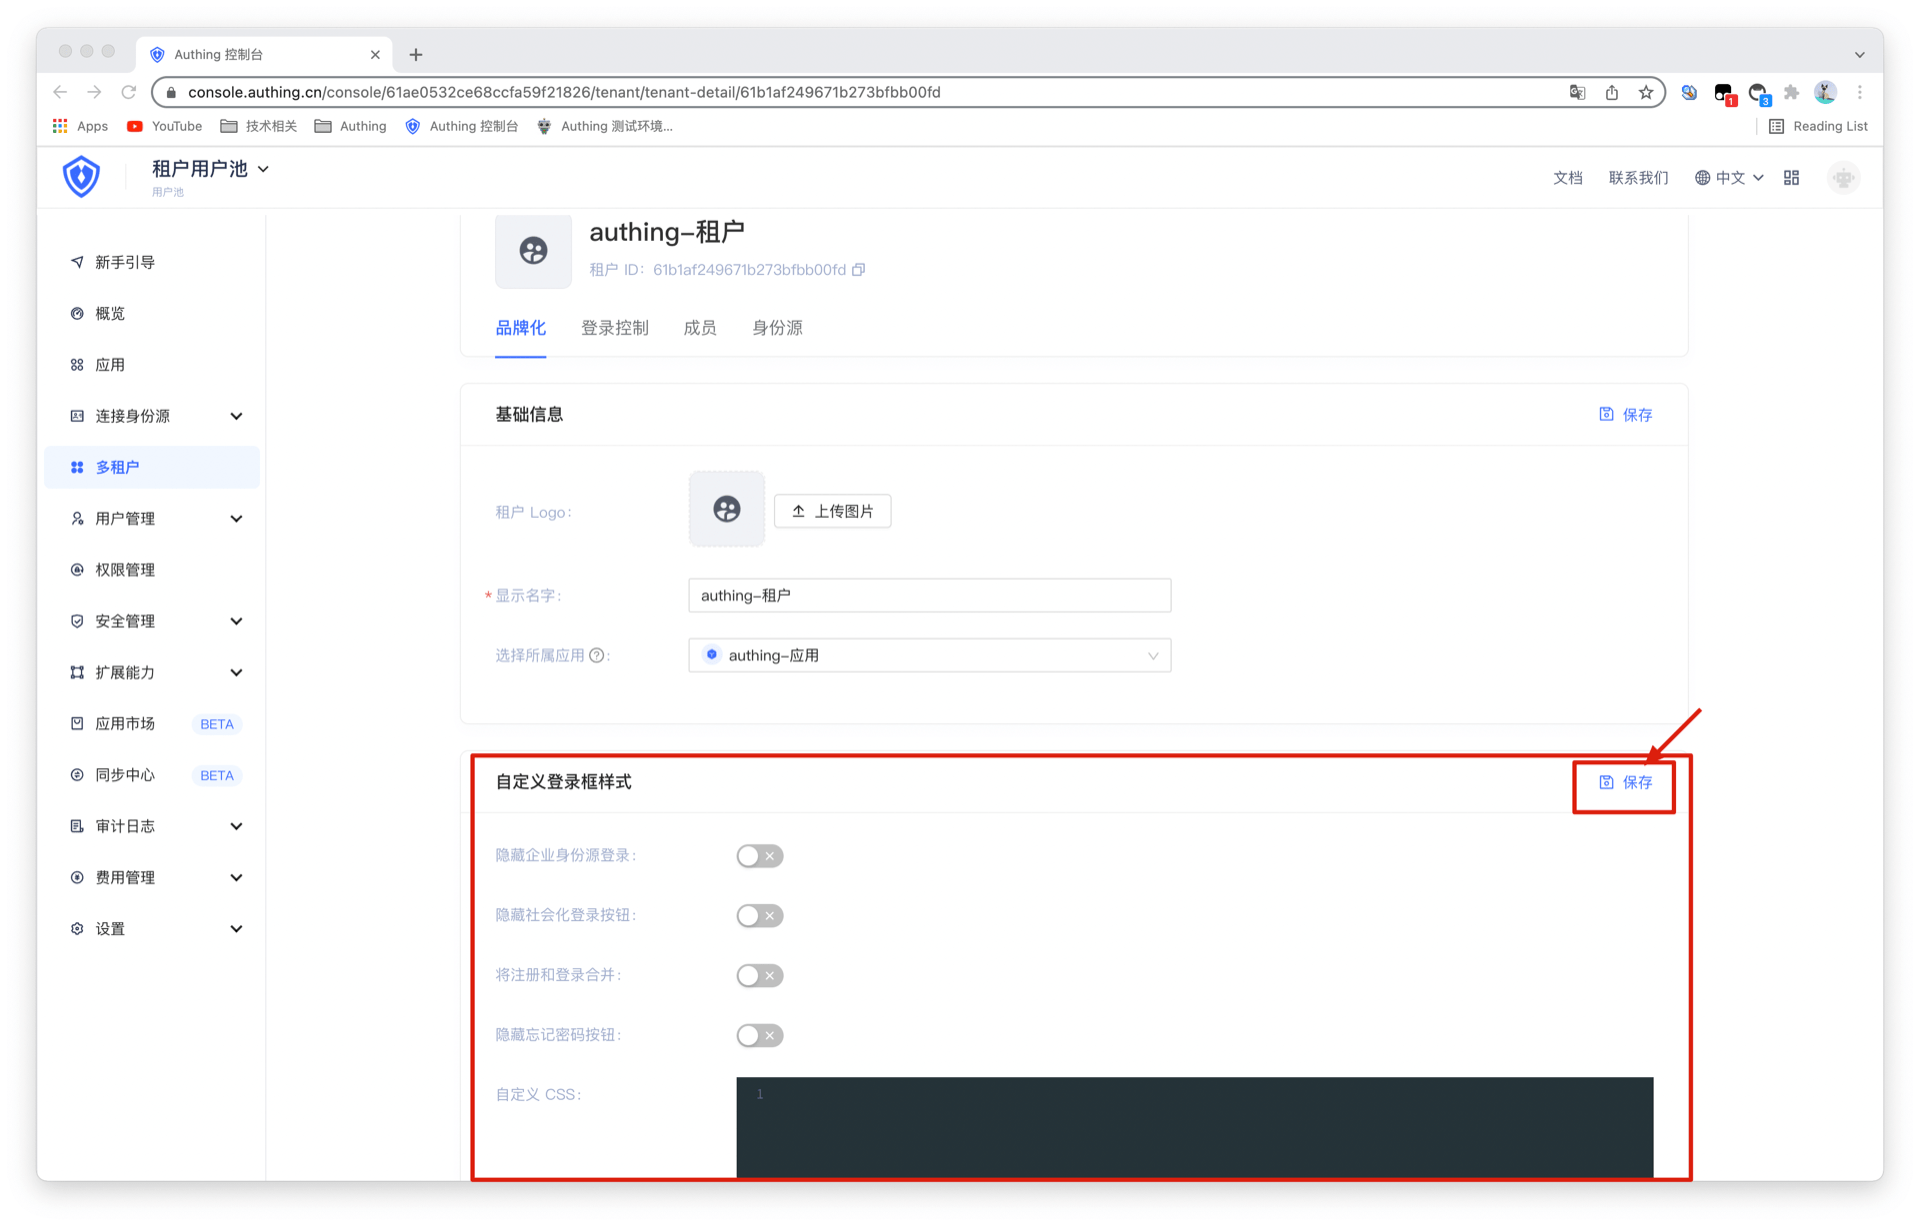 Authing 控制台
console.authing.cn/console/61ae0532ce68ccfa59f21826/tenant/tenant-detail/61b1af249671b273bfbb00fd
1
3
Apps
YouTube
技术相关
Authing
Authing 控制台
Authing 测试环境...
Reading List
租户用户池
用户池
文档
联系我们
中文
新手引导
概览
应用
连接身份源
多租户
用户管理
权限管理
安全管理
扩展能力
应用市场 BETA
同步中心 BETA
审计日志
费用管理
设置
authing-租户
租户 ID: 61b1af249671b273bfbb00fd
品牌化 登录控制 成员 身份源
基础信息
保存
租户 Logo:
上传图片
* 显示名字:
authing-租户
选择所属应用 ? :
authing-应用
自定义登录框样式
保存
隐藏企业身份源登录:
隐藏社会化登录按钮:
将注册和登录合并:
隐藏忘记密码按钮:
自定义 CSS:
1